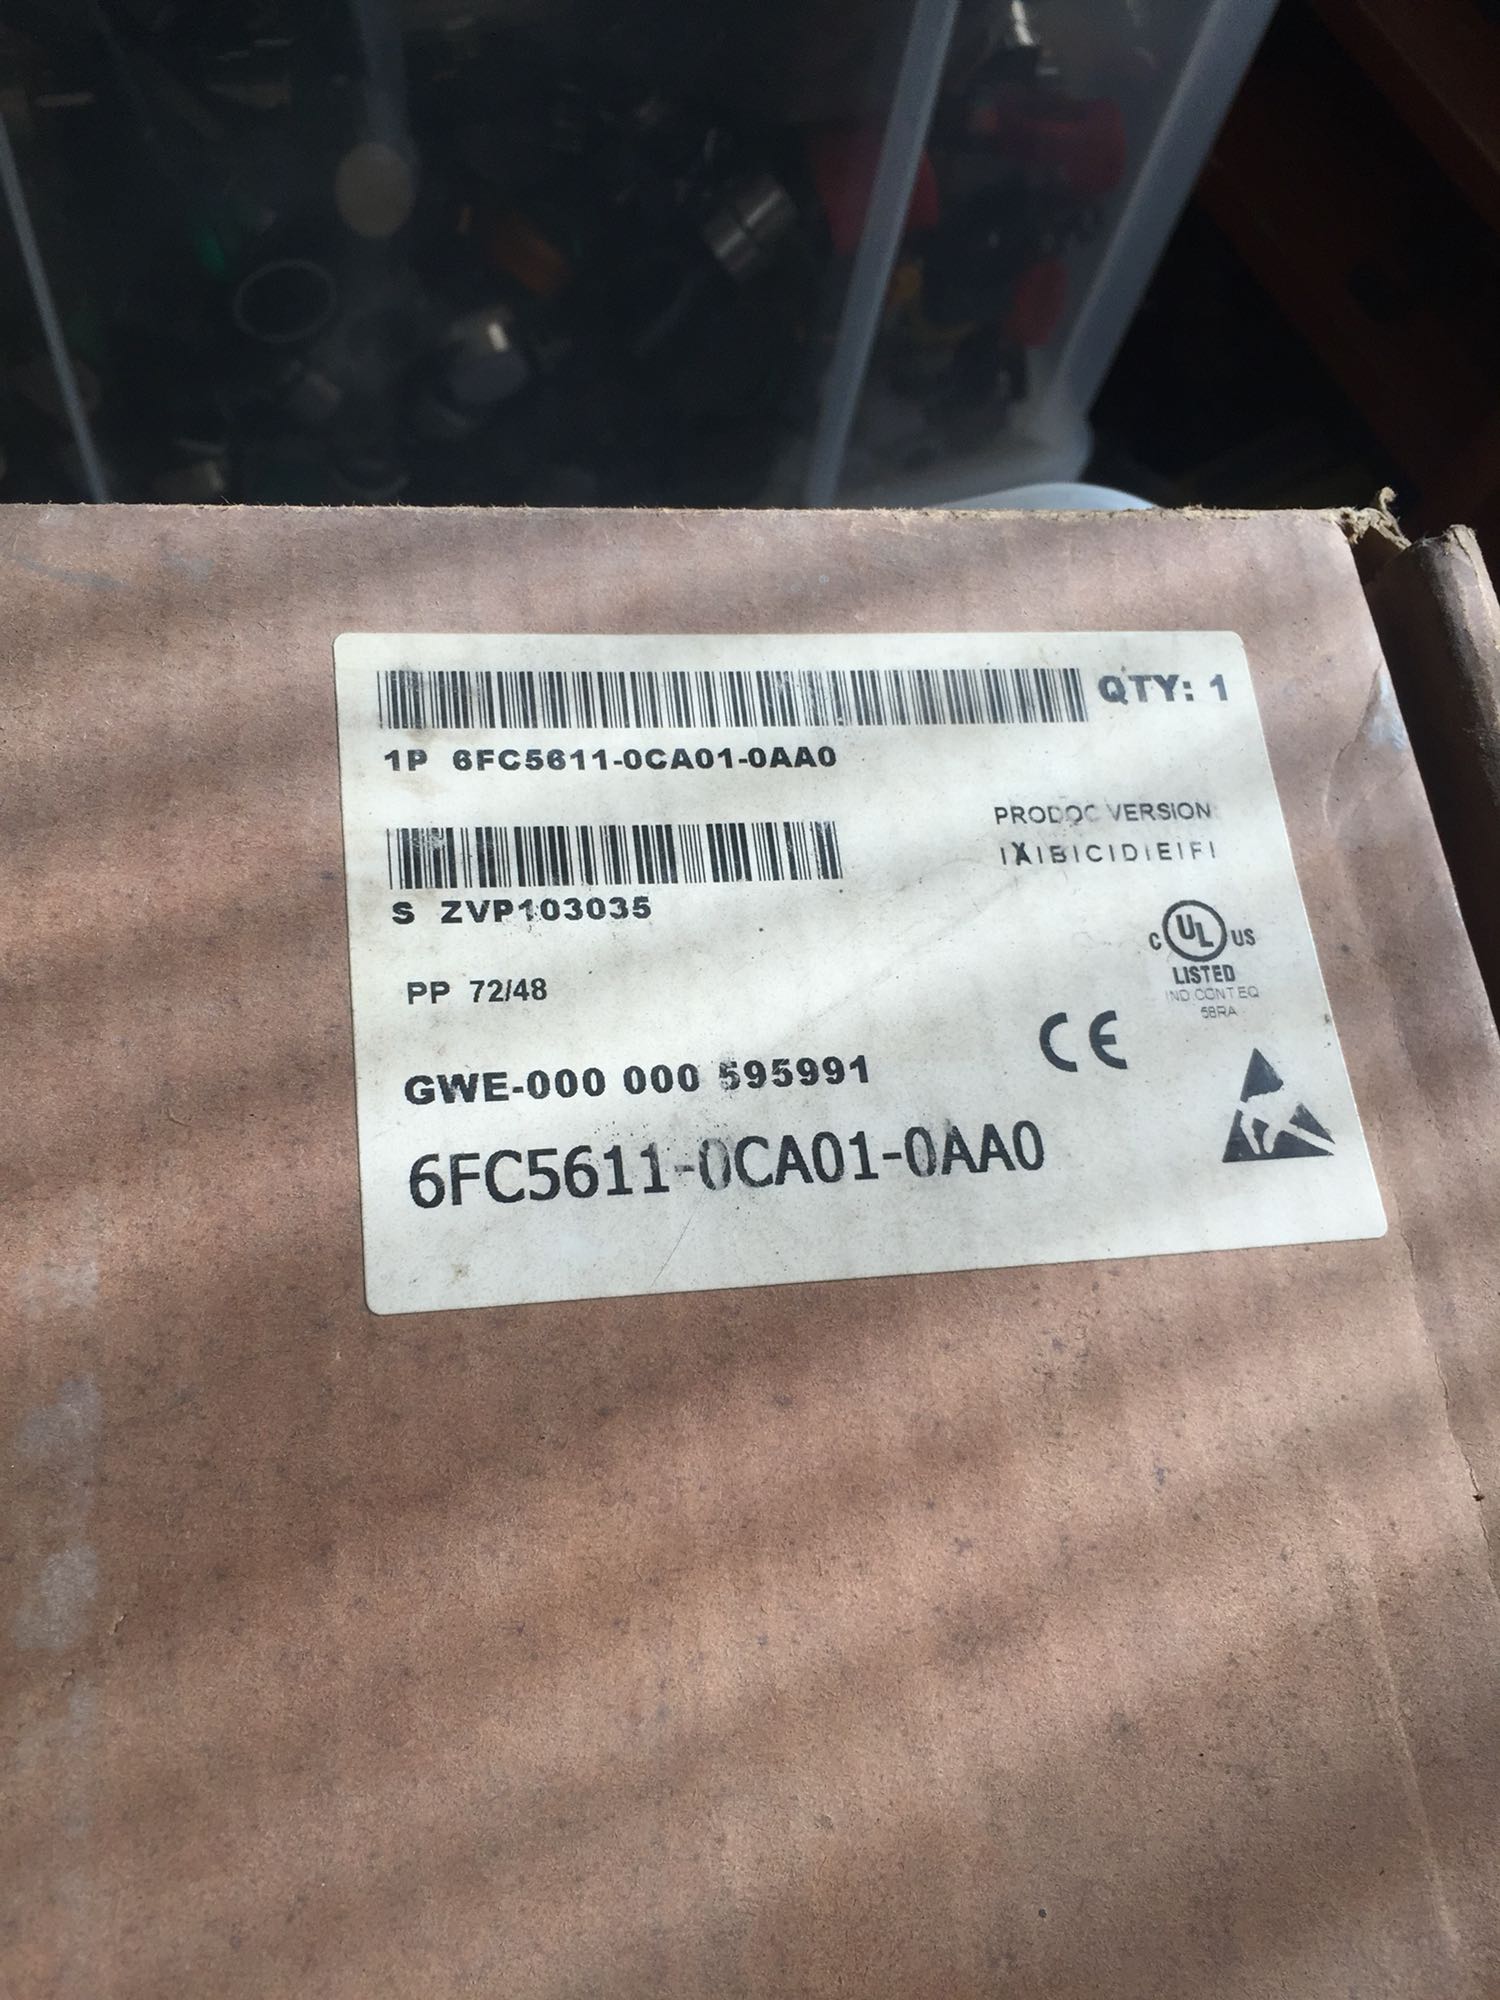 QTY: 1
1P 6FC5611-0CA01-0AA0
PRODOC VERSION
IXIBICIDIEIFI
S ZVP103035
C UL US
LISTED
IND.CONT.EQ
58RA
PP 72/48
CE
GWE-000 000 595991
6FC5611-0CA01-0AA0